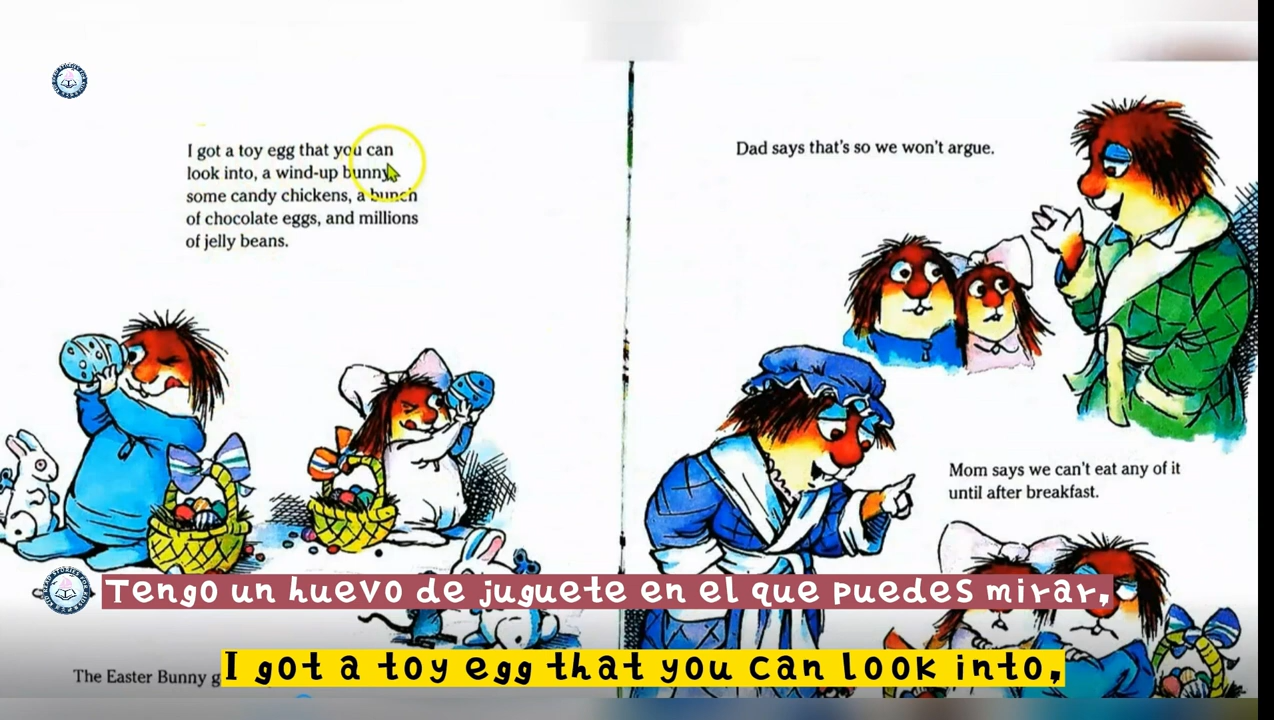 I got a toy egg that you can
look into, a wind-up bunny
some candy chickens, a bunch
of chocolate eggs, and millions
of jelly beans.
Dad says that's so we won't argue.
Mom says we can't eat any of it
until after breakfast.
Tengo un huevo de juguete en el que puedes mirar,
The Easter Bunny g
I got a toy egg that you can look into,